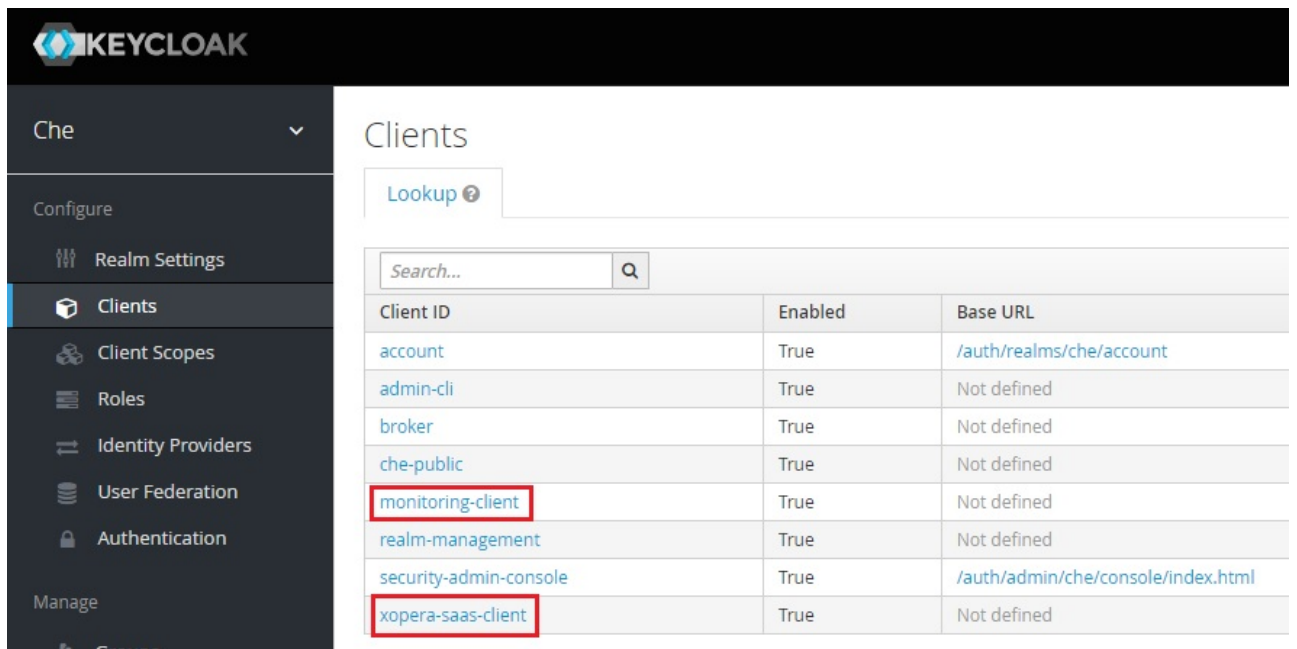 KEYCLOAK
Che
Configure
Realm Settings
Clients
Client Scopes
Roles
Identity Providers
User Federation
Authentication
Manage
Clients
Lookup
Search...
Client ID Enabled Base URL
account True /auth/realms/che/account
admin-cli True Not defined
broker True Not defined
che-public True Not defined
monitoring-client True Not defined
realm-management True Not defined
security-admin-console True /auth/admin/che/console/index.html
xopera-saas-client True Not defined